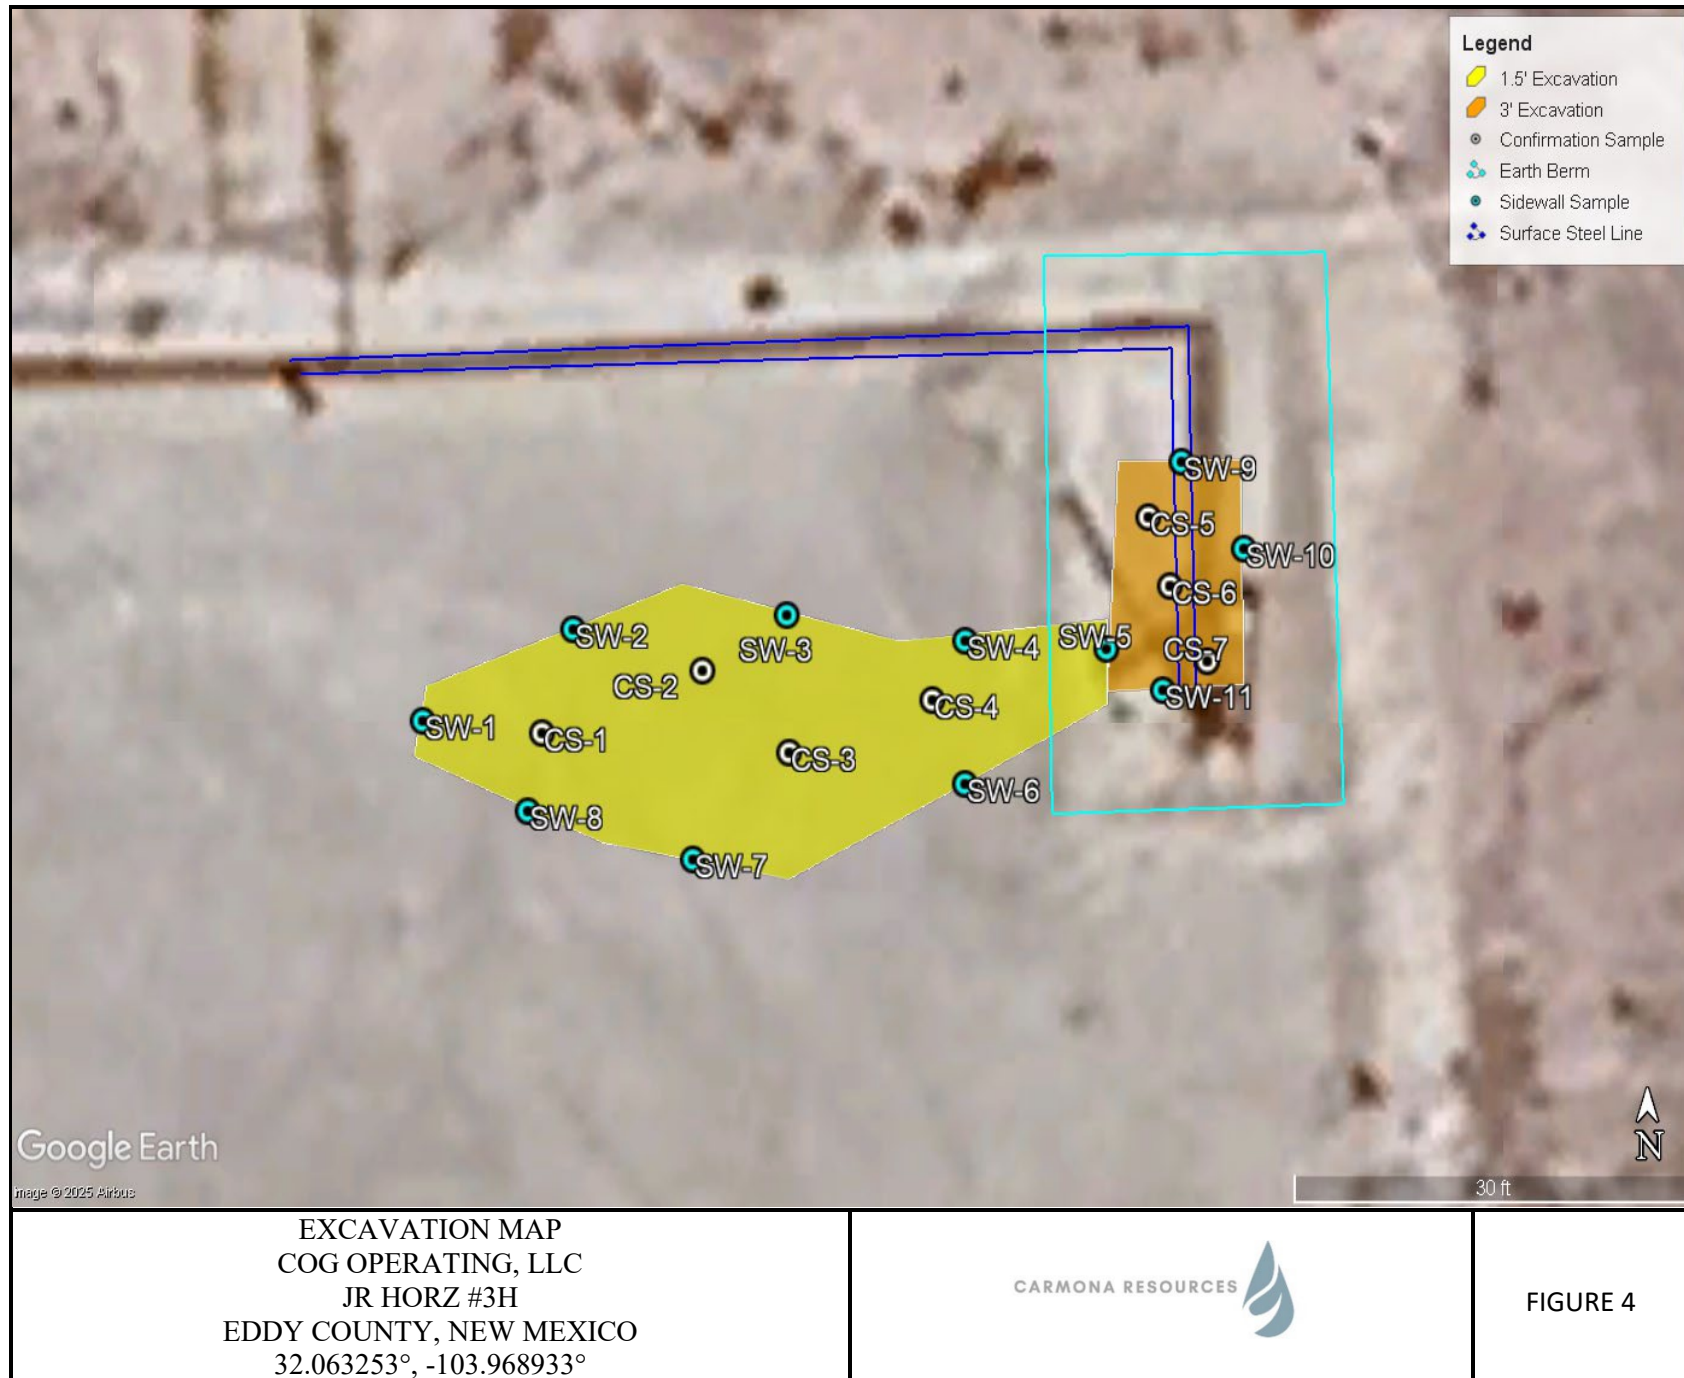 Legend
1.5' Excavation
3' Excavation
Confirmation Sample
Earth Berm
Sidewall Sample
Surface Steel Line
SW-9
CS-5
SW-10
CS-6
SW-2
SW-3
SW-4
SW-5
CS-7
CS-2
SW-11
CS-4
SW-1
CS-1
CS-3
SW-6
SW-8
SW-7
N
Google Earth
Image © 2025 Airbus
30 ft
EXCAVATION MAP
COG OPERATING, LLC
JR HORZ #3H
EDDY COUNTY, NEW MEXICO
32.063253°, -103.968933°
CARMONA RESOURCES
FIGURE 4